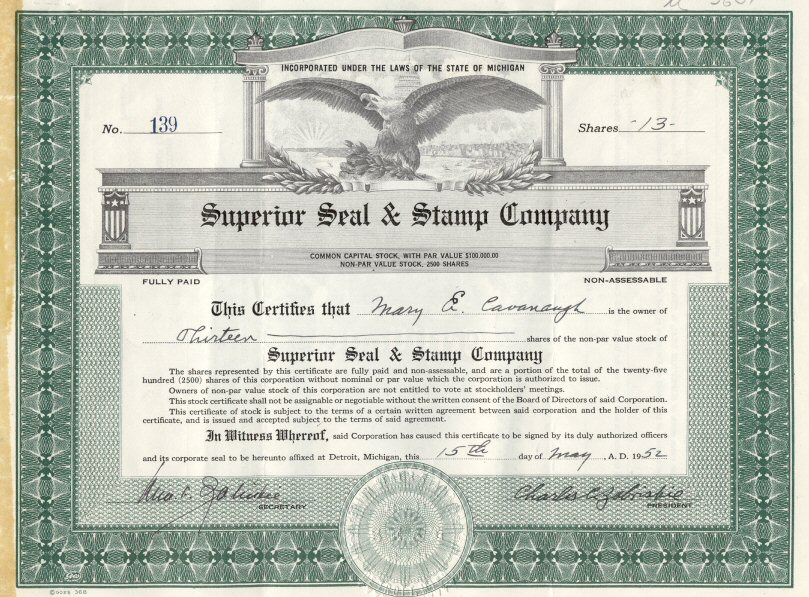 INCORPORATED UNDER THE LAWS OF THE STATE OF MICHIGAN
No. 139
Shares -13-
Superior Seal & Stamp Company
COMMON CAPITAL STOCK, WITH PAR VALUE $100.000.00
NON-PAR VALUE STOCK, 2500 SHARES
FULLY PAID
NON-ASSESSABLE
This Certifies that Mary E. Cavanaugh is the owner of
Thirteen shares of the non-par value stock of
Superior Seal & Stamp Company
The shares represented by this certificate are fully paid and non-assessable, and are a portion of the total of the twenty-five
hundred (2500) shares of this corporation without nominal or par value which the corporation is authorized to issue.
Owners of non-par value stock of this corporation are not entitled to vote at stockholders' meetings.
This stock certificate shall not be assignable or negotiable without the written consent of the Board of Directors of said Corporation.
This certificate of stock is subject to the terms of a certain written agreement between said corporation and the holder of this
certificate, and is issued and accepted subject to the terms of said agreement.
In Witness Whereof, said Corporation has caused this certificate to be signed by its duly authorized officers
and its corporate seal to be hereunto affixed at Detroit, Michigan, this 15th day of May, A. D. 1952
Charles C. Zabriskie
SECRETARY
PRESIDENT